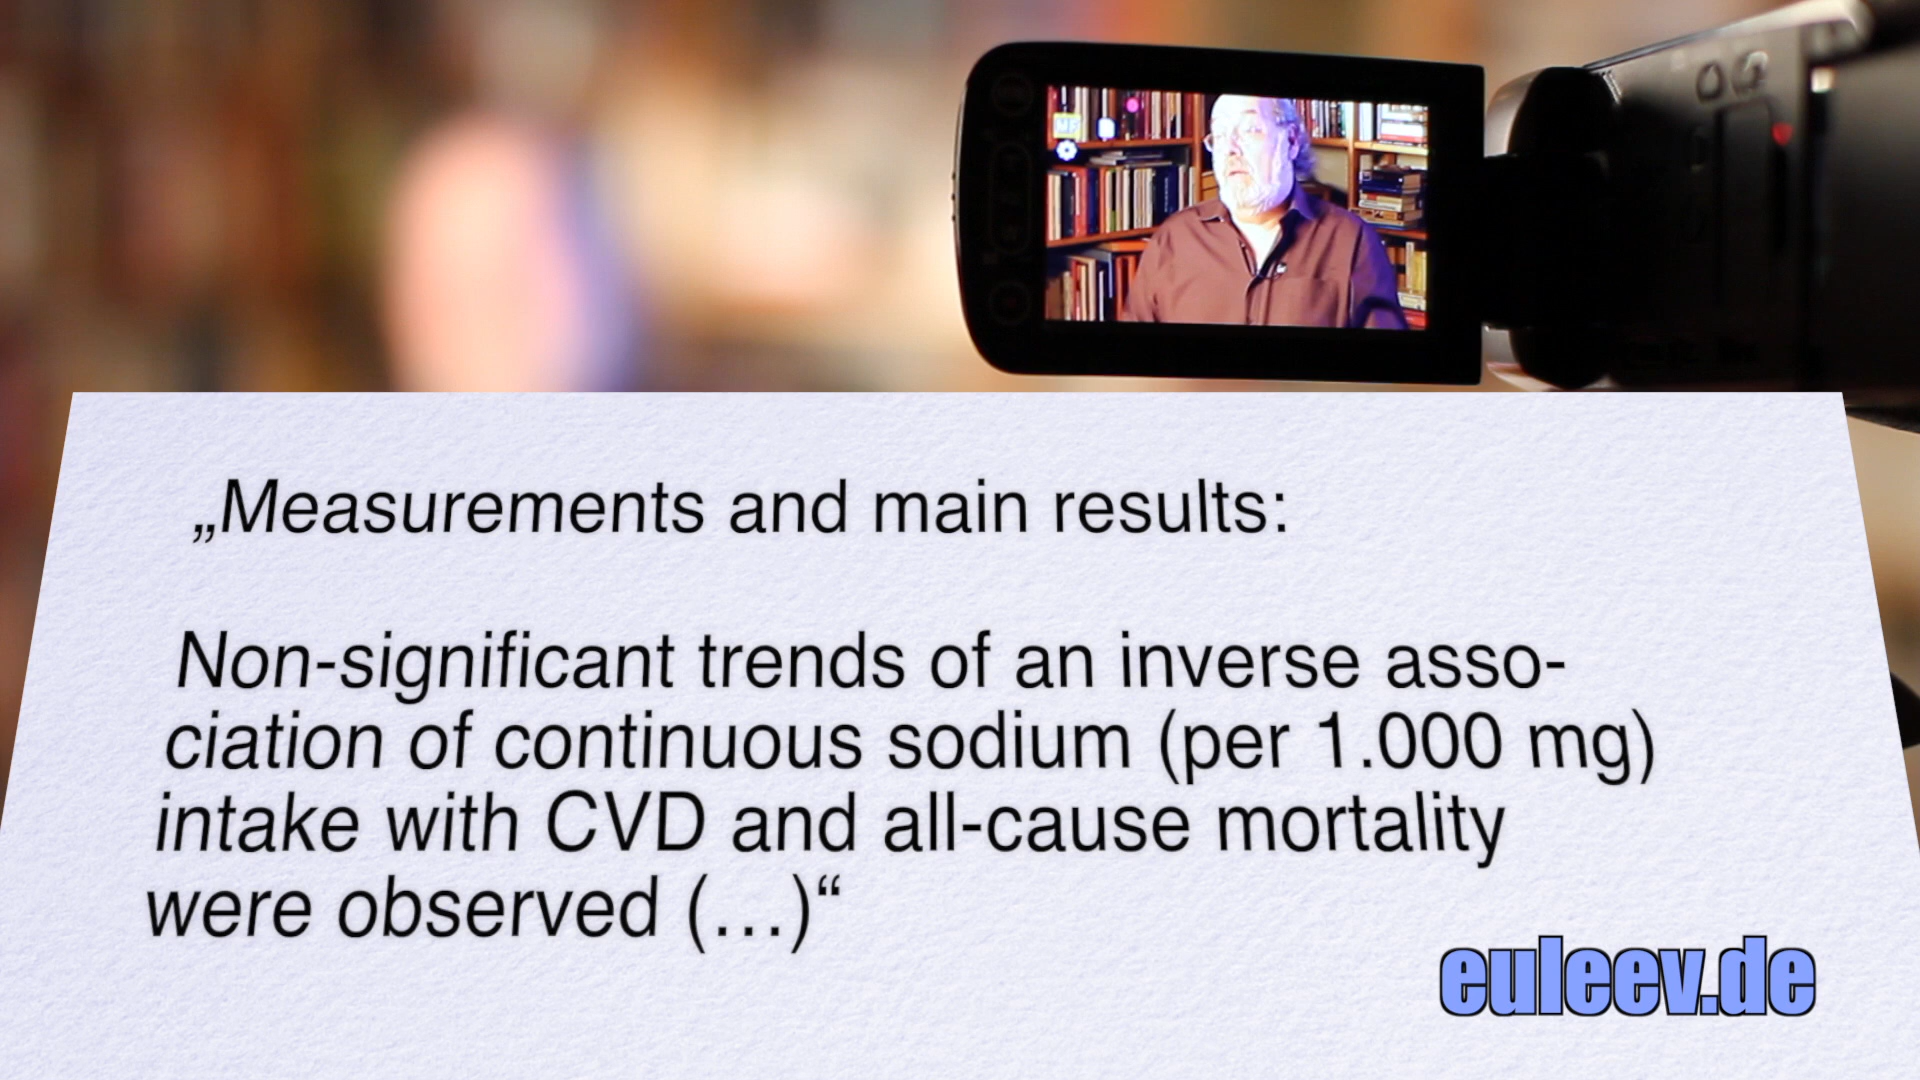 „Measurements and main results:
Non-significant trends of an inverse asso-
ciation of continuous sodium (per 1.000 mg)
intake with CVD and all-cause mortality
were observed (…)“
euleev.de